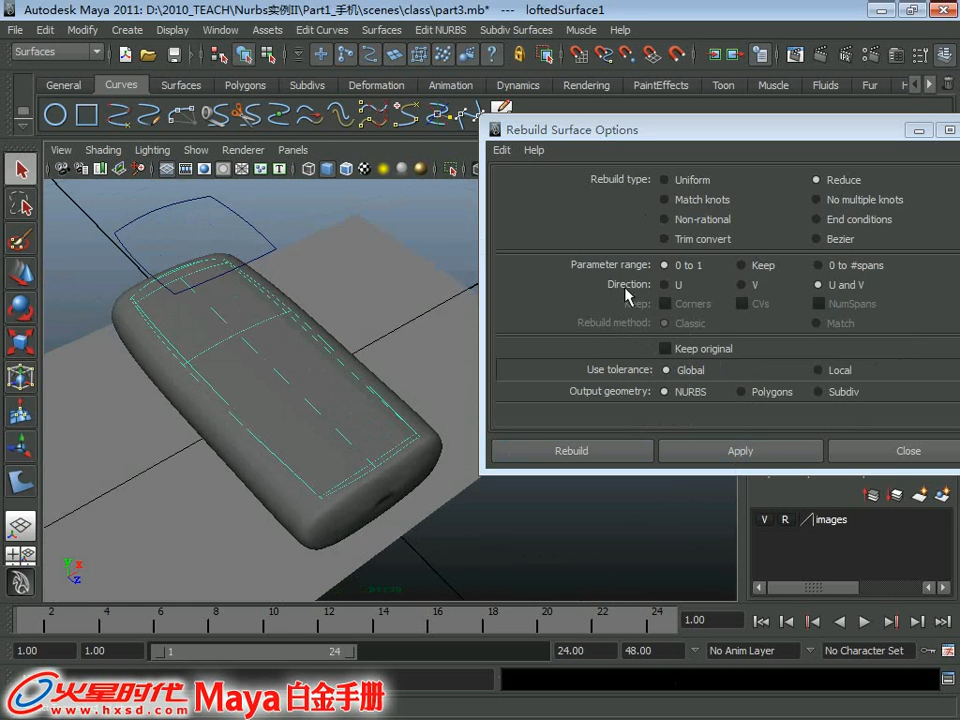 Autodesk Maya 2011: D:\2010_TEACH\Nurbs实例II\Part1_手机\scenes\class\part3.mb* --- loftedSurface1
File Edit Modify Create Display Window Assets Edit Curves Surfaces Edit NURBS Subdiv Surfaces Muscle Help
Surfaces
General Curves Surfaces Polygons Subdivs Deformation Animation Dynamics Rendering PaintEffects Toon Muscle Fluids Fur
View Shading Lighting Show Renderer Panels
Rebuild Surface Options
Edit Help
Rebuild type: Uniform Reduce
Match knots No multiple knots
Non-rational End conditions
Trim convert Bezier
Parameter range: 0 to 1 Keep 0 to #spans
Direction: U V U and V
Keep: Corners CVs NumSpans
Rebuild method: Classic Match
Keep original
Use tolerance: Global Local
Output geometry: NURBS Polygons Subdiv
Rebuild Apply Close
V R images
Y X Z
persp
2 4 6 8 10 12 14 16 18 20 22 24 1.00
1.00 1.00 1 24 24.00 48.00 No Anim Layer No Character Set
火星时代 Maya 白金手册
www.hxsd.com